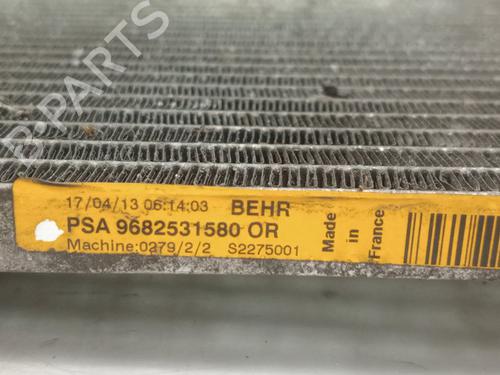 B-PARTS
17/04/13 06:14:03 BEHR
PSA 9682531580 OR
Machine:0279/2/2 S2275001
Made
in
France